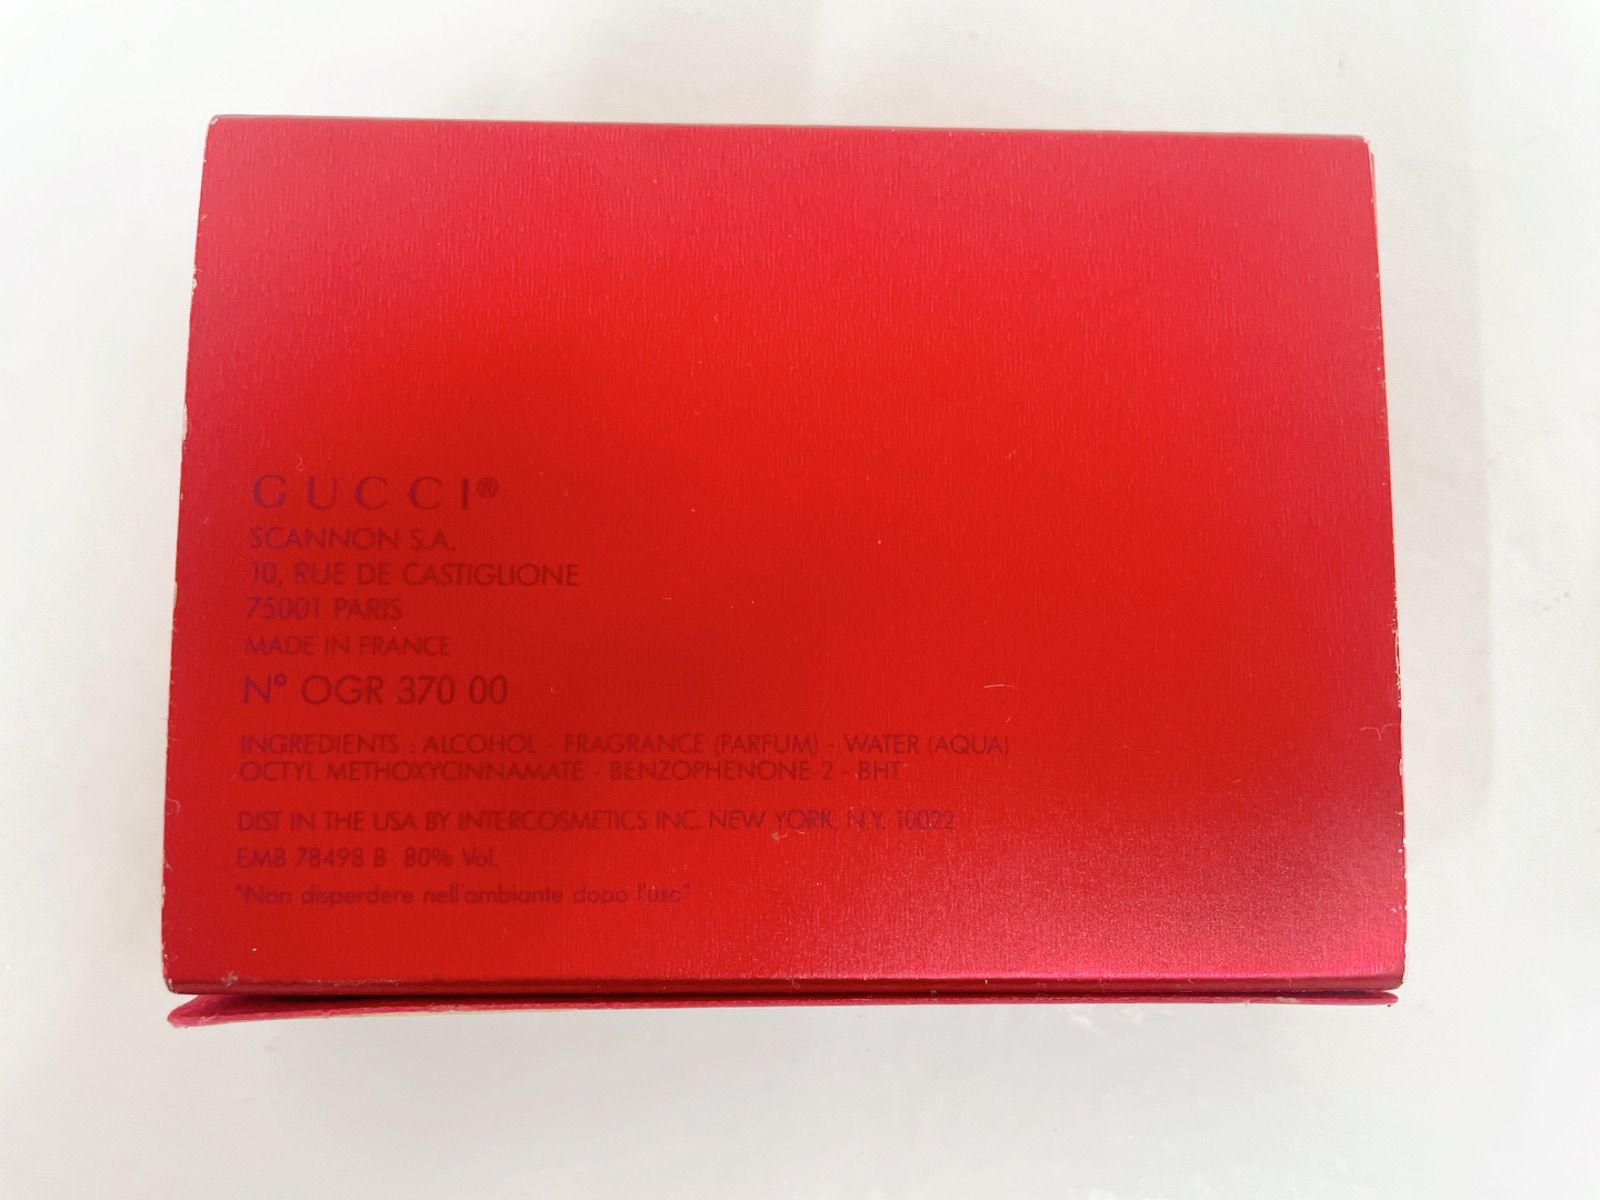 GUCCI®
SCANNON S.A.
10, RUE DE CASTIGLIONE
75001 PARIS
MADE IN FRANCE
N° OGR 370 00
INGREDIENTS : ALCOHOL - FRAGRANCE (PARFUM) - WATER (AQUA)
OCTYL METHOXYCINNAMATE - BENZOPHENONE-2 - BHT
DIST IN THE USA BY INTERCOSMETICS INC. NEW YORK, N.Y. 10022
EMB 78498 B 80% Vol.
"Non disperdere nell'ambiante dopo l'uso"